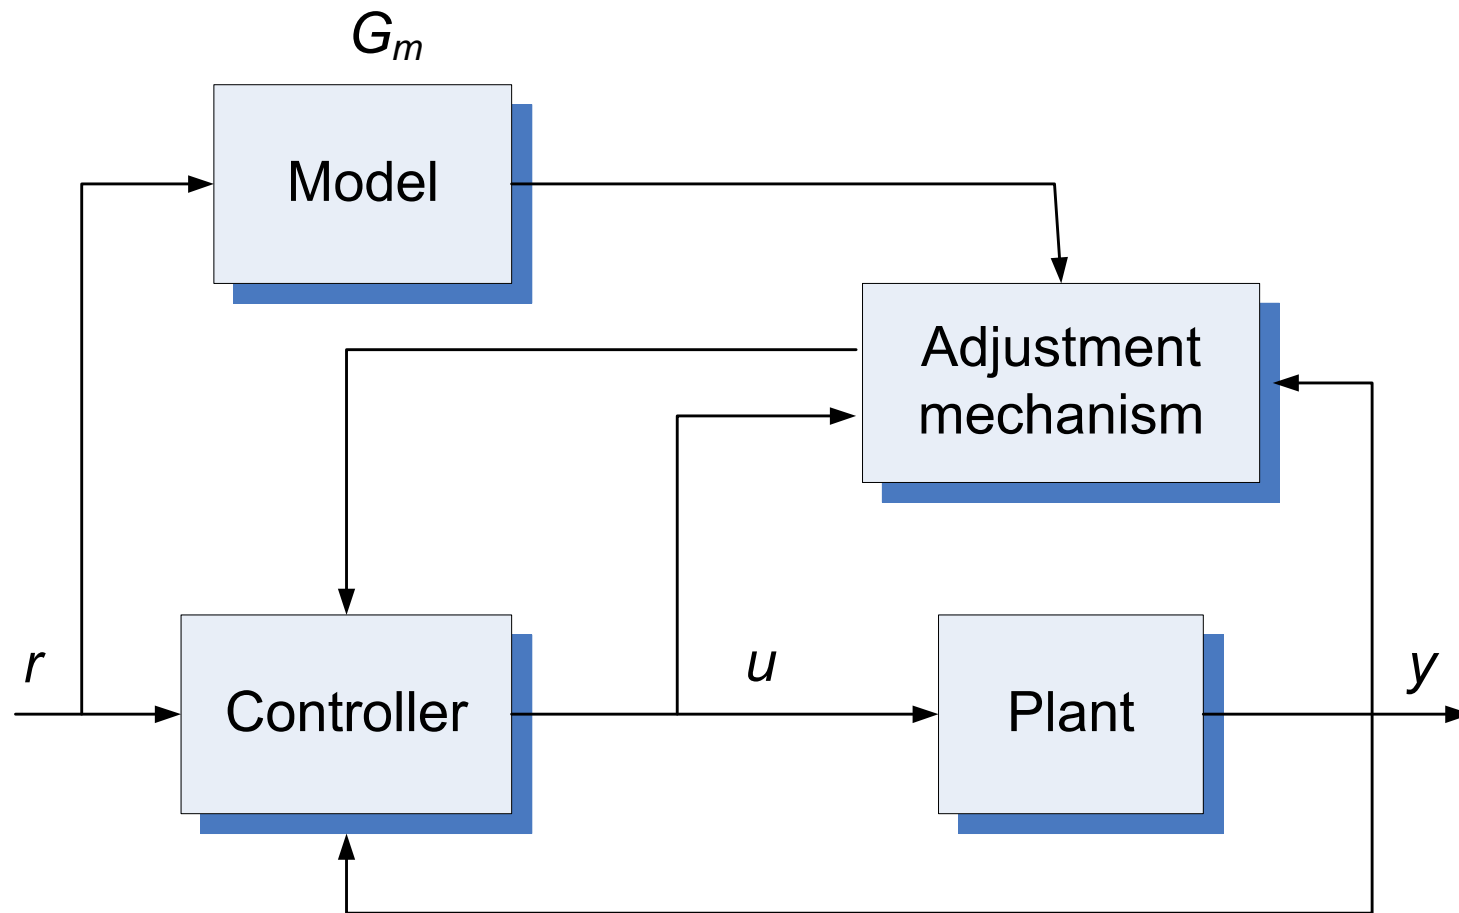 Gm
Model
Adjustment
mechanism
r
Controller
u
Plant
y